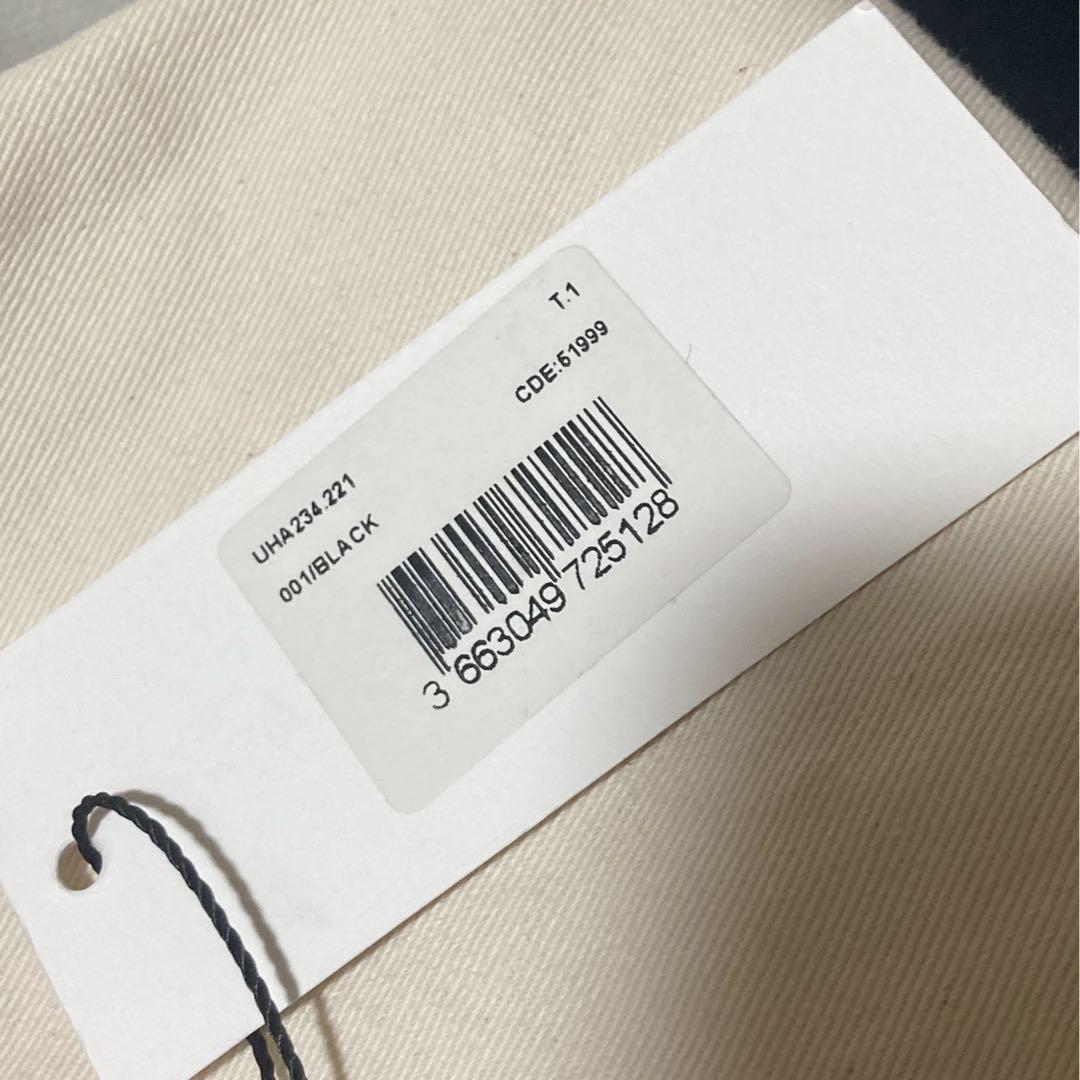 UHA234.221
T.1
001/BLACK
CDE:51999
3 663049 725128